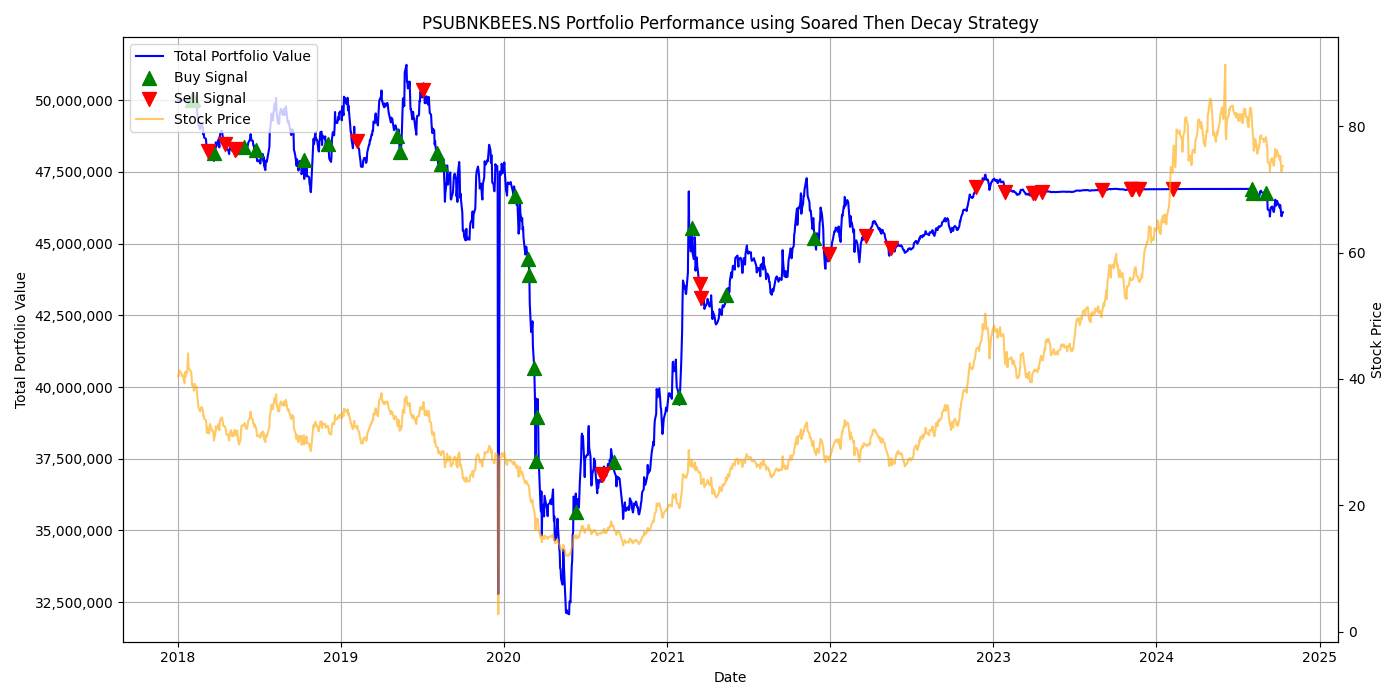 PSUBNKBEES.NS Portfolio Performance using Soared Then Decay Strategy
Total Portfolio Value
Buy Signal
Sell Signal
Stock Price
Total Portfolio Value
50,000,000
47,500,000
45,000,000
42,500,000
40,000,000
37,500,000
35,000,000
32,500,000
80
60
40
20
0
Stock Price
2018 2019 2020 2021 2022 2023 2024 2025
Date